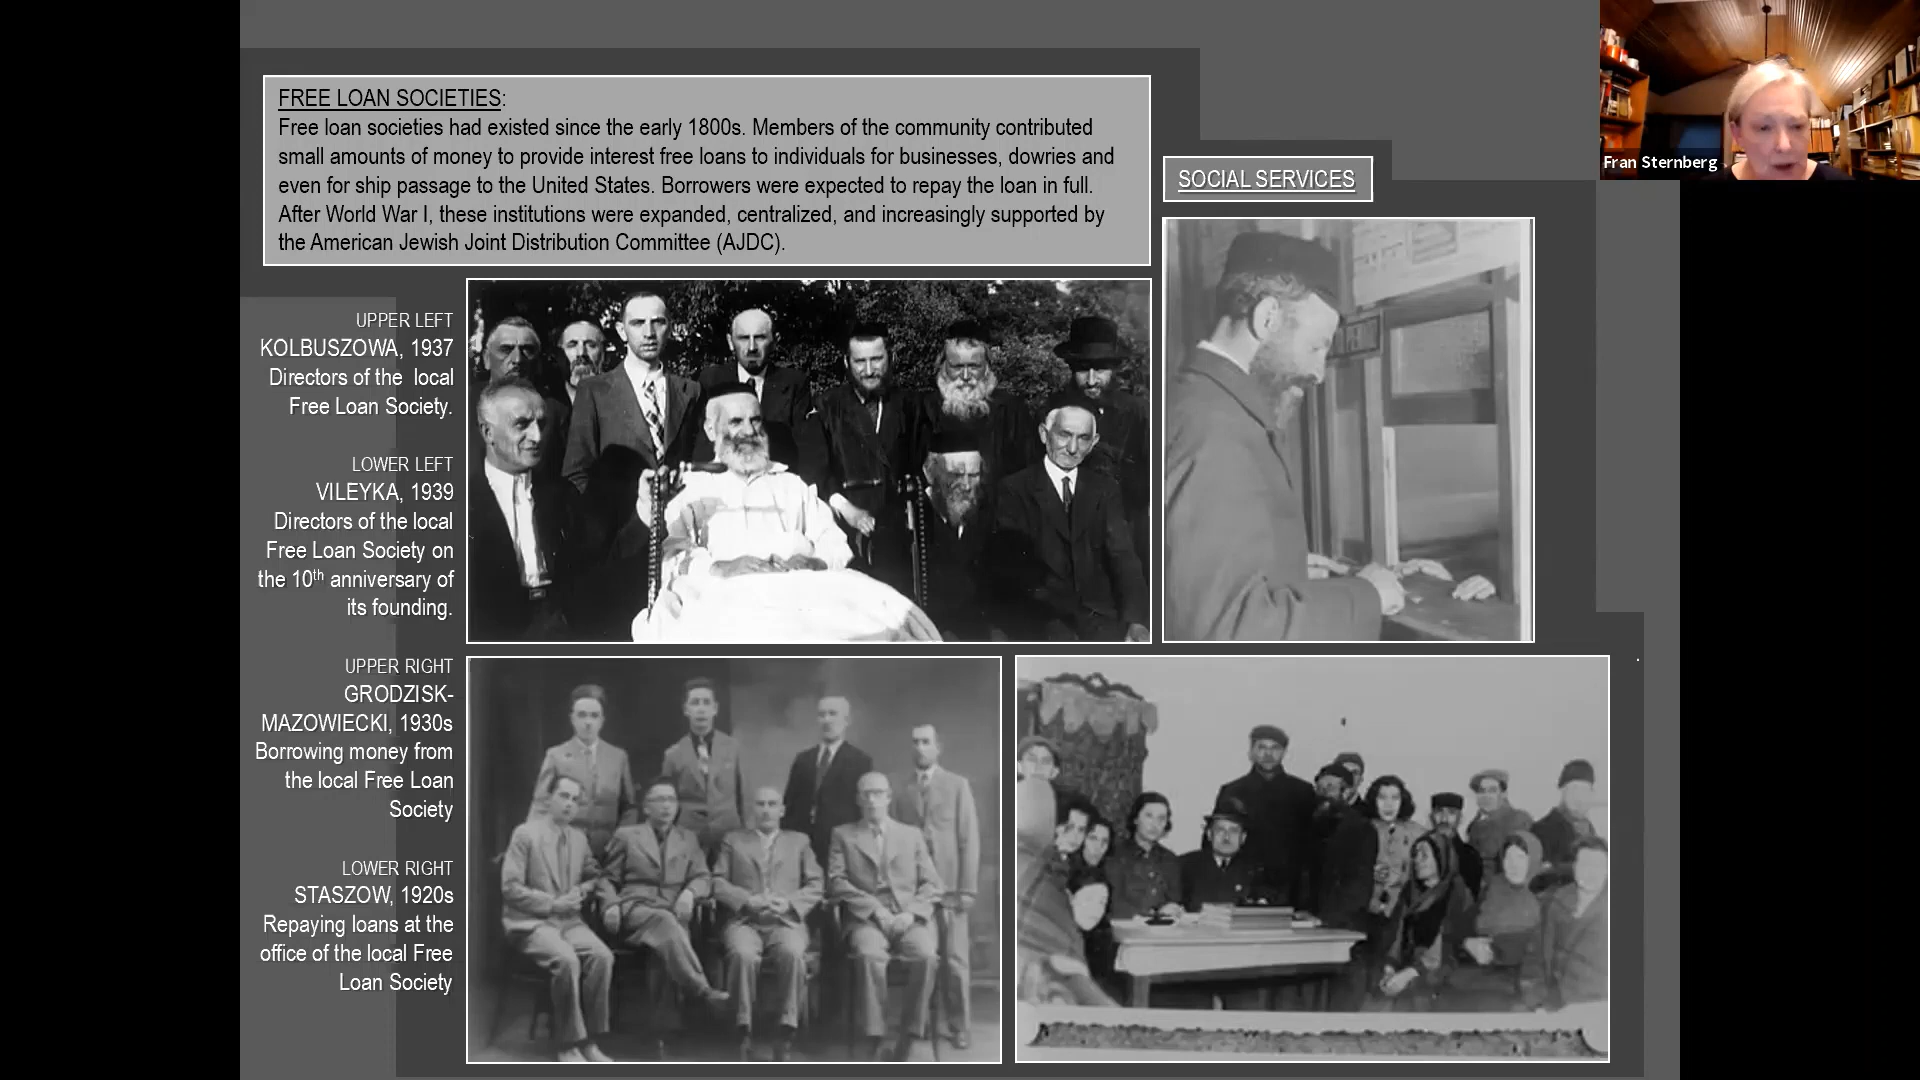 FREE LOAN SOCIETIES:
Free loan societies had existed since the early 1800s. Members of the community contributed
small amounts of money to provide interest free loans to individuals for businesses, dowries and
even for ship passage to the United States. Borrowers were expected to repay the loan in full.
After World War I, these institutions were expanded, centralized, and increasingly supported by
the American Jewish Joint Distribution Committee (AJDC).
SOCIAL SERVICES
Fran Sternberg
UPPER LEFT
KOLBUSZOWA, 1937
Directors of the local
Free Loan Society.
LOWER LEFT
VILEYKA, 1939
Directors of the local
Free Loan Society on
the 10th anniversary of
its founding.
UPPER RIGHT
GRODZISK-
MAZOWIECKI, 1930s
Borrowing money from
the local Free Loan
Society
LOWER RIGHT
STASZOW, 1920s
Repaying loans at the
office of the local Free
Loan Society